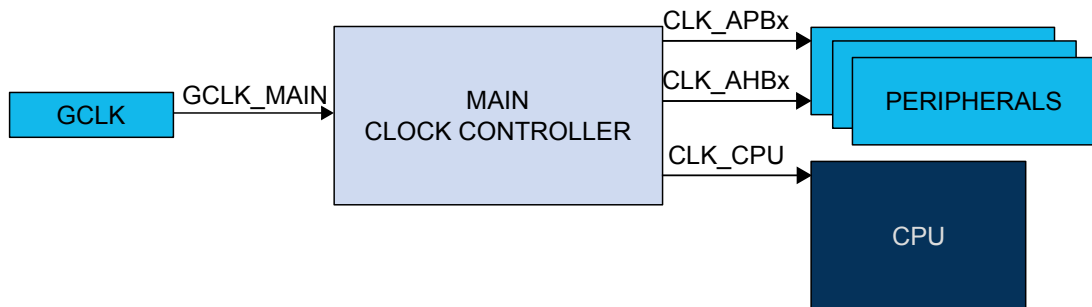 CLK_APBx
GCLK
GCLK_MAIN
MAIN
CLOCK CONTROLLER
CLK_AHBx
PERIPHERALS
CLK_CPU
CPU